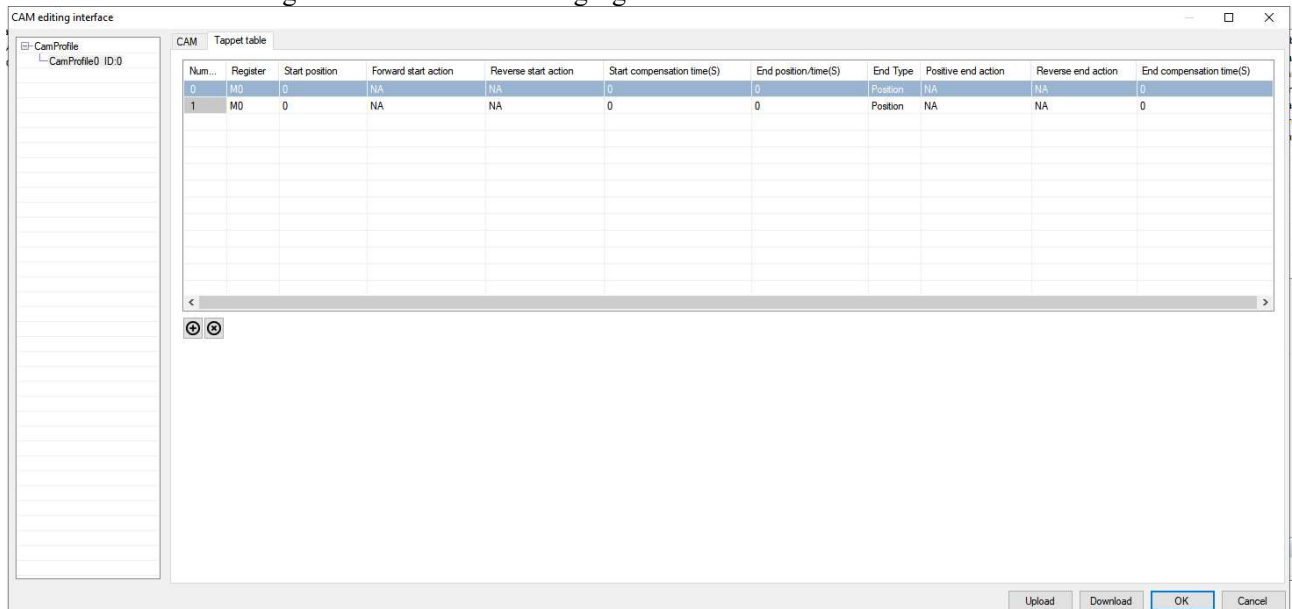 CAM editing interface
CamProfile
CamProfile0 ID:0
CAM Tappet table
Num... Register Start position Forward start action Reverse start action Start compensation time(S) End position/time(S) End Type Positive end action Reverse end action End compensation time(S)
0 M0 0 NA NA 0 0 Position NA NA 0
1 M0 0 NA NA 0 0 Position NA NA 0
Upload Download OK Cancel